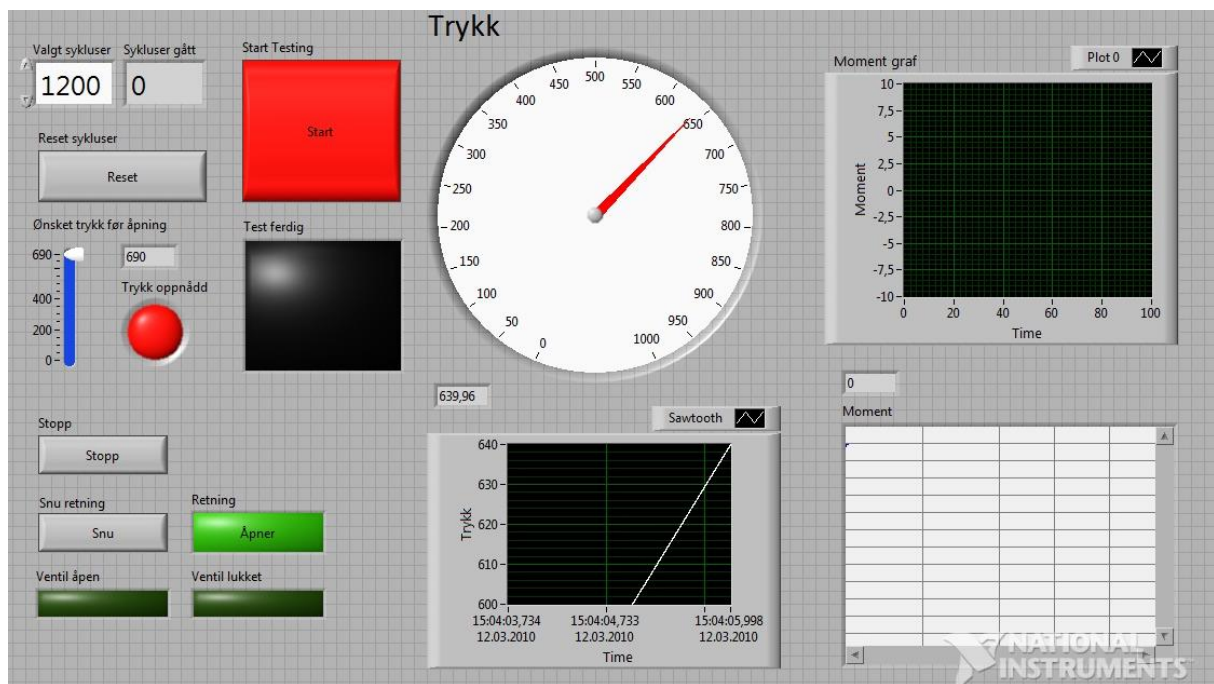 Trykk
Valgt sykluser
Sykluser gått
1200
0
Start Testing
Start
Reset sykluser
Reset
Ønsket trykk før åpning
690
400
200
0
690
Trykk oppnådd
Test ferdig
0
50
100
150
200
250
300
350
400
450
500
550
600
650
700
750
800
850
900
950
1000
639,96
Moment graf
Plot 0
Moment
10
7,5
5
2,5
0
-2,5
-5
-7,5
-10
0 20 40 60 80 100
Time
Stopp
Stopp
Snu retning
Snu
Retning
Åpner
Ventil åpen
Ventil lukket
Sawtooth
Trykk
640
630
620
610
600
15:04:03,734 15:04:04,733 15:04:05,998
12.03.2010 12.03.2010 12.03.2010
Time
0
Moment
NATIONAL
INSTRUMENTS